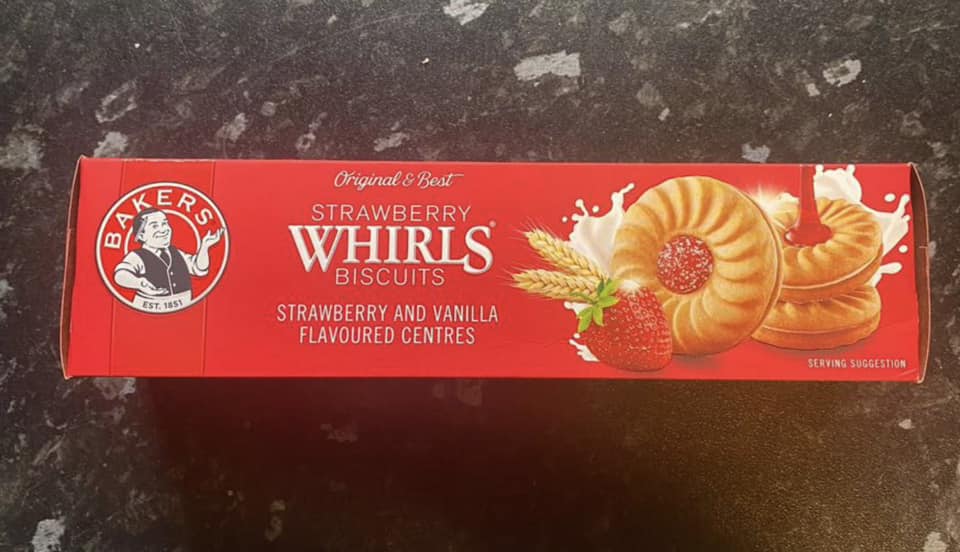 BAKERS
EST. 1851
Original & Best
STRAWBERRY
WHIRLS®
BISCUITS
STRAWBERRY AND VANILLA
FLAVOURED CENTRES
SERVING SUGGESTION